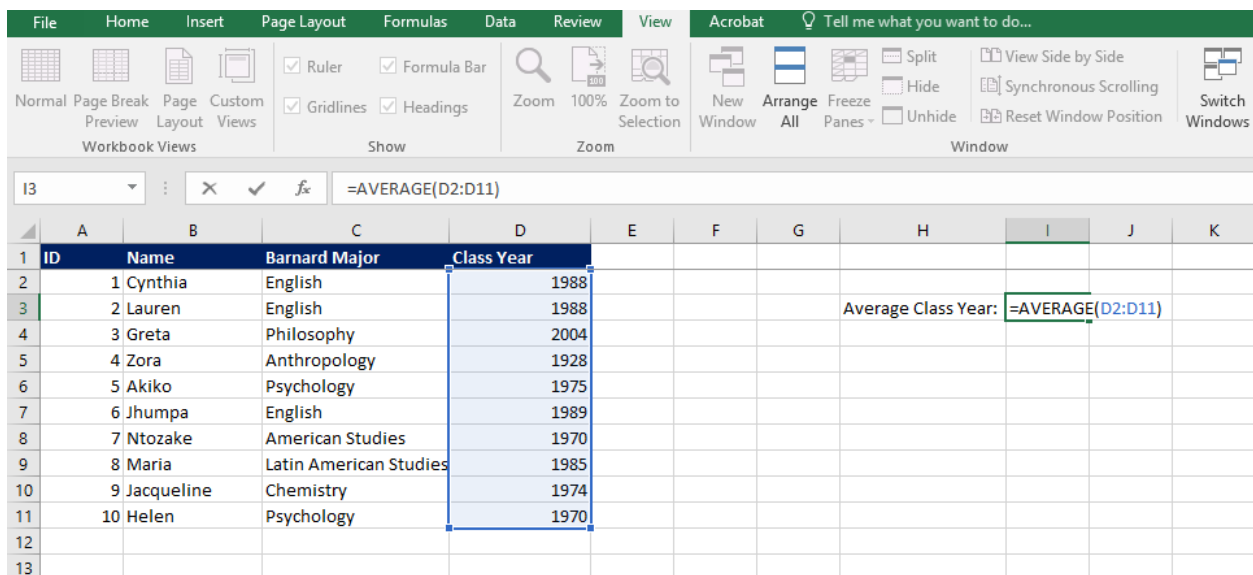 File Home Insert Page Layout Formulas Data Review View Acrobat Tell me what you want to do...
Normal Page Break Preview Page Layout Custom Views
Workbook Views
Ruler Formula Bar
Gridlines Headings
Show
Zoom 100% Zoom to Selection
Zoom
New Window Arrange All Freeze Panes
Split
Hide
Unhide
View Side by Side
Synchronous Scrolling
Reset Window Position
Window
Switch Windows
I3 fx =AVERAGE(D2:D11)
A B C D E F G H I J K
1 ID Name Barnard Major Class Year
2 1 Cynthia English 1988
3 2 Lauren English 1988 Average Class Year: =AVERAGE(D2:D11)
4 3 Greta Philosophy 2004
5 4 Zora Anthropology 1928
6 5 Akiko Psychology 1975
7 6 Jhumpa English 1989
8 7 Ntozake American Studies 1970
9 8 Maria Latin American Studies 1985
10 9 Jacqueline Chemistry 1974
11 10 Helen Psychology 1970
12
13